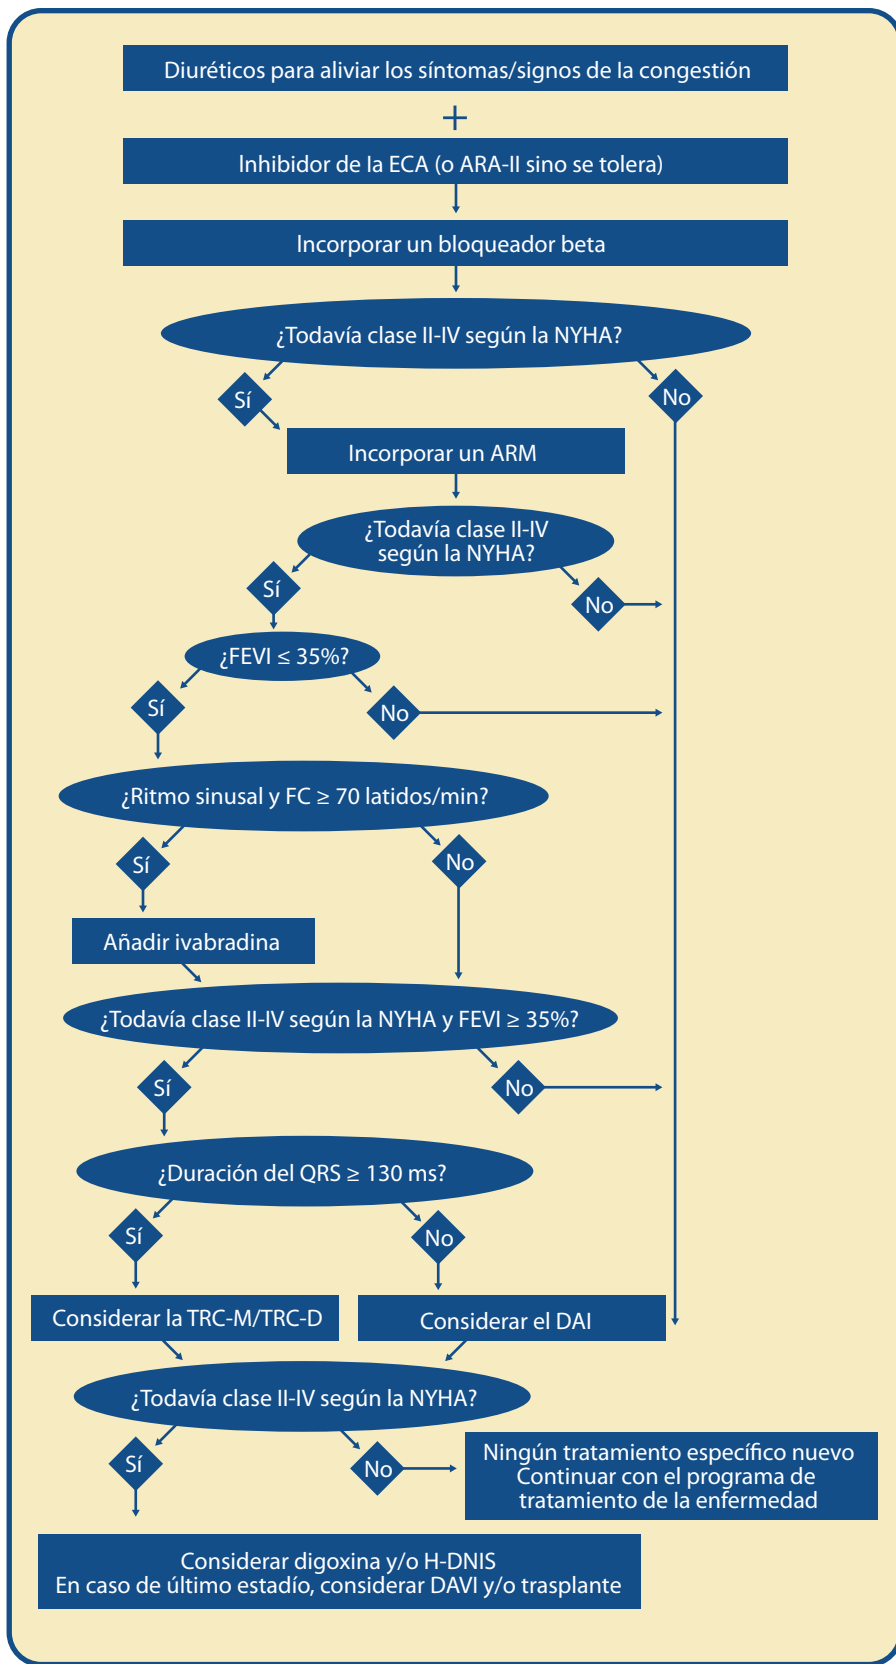 Diuréticos para aliviar los síntomas/signos de la congestión
+
Inhibidor de la ECA (o ARA-II sino se tolera)
Incorporar un bloqueador beta
¿Todavía clase II-IV según la NYHA?
Sí
No
Incorporar un ARM
¿Todavía clase II-IV
según la NYHA?
Sí
No
¿FEVI ≤ 35%?
Sí
No
¿Ritmo sinusal y FC ≥ 70 latidos/min?
Sí
No
Añadir ivabradina
¿Todavía clase II-IV según la NYHA y FEVI ≥ 35%?
Sí
No
¿Duración del QRS ≥ 130 ms?
Sí
No
Considerar la TRC-M/TRC-D
Considerar el DAI
¿Todavía clase II-IV según la NYHA?
Sí
No
Ningún tratamiento específico nuevo
Continuar con el programa de
tratamiento de la enfermedad
Considerar digoxina y/o H-DNIS
En caso de último estadío, considerar DAVI y/o trasplante